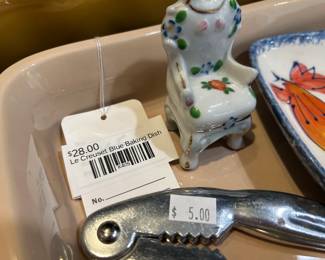 $28.00
Le Creuset Blue Baking Dish
No.
$ 5.00